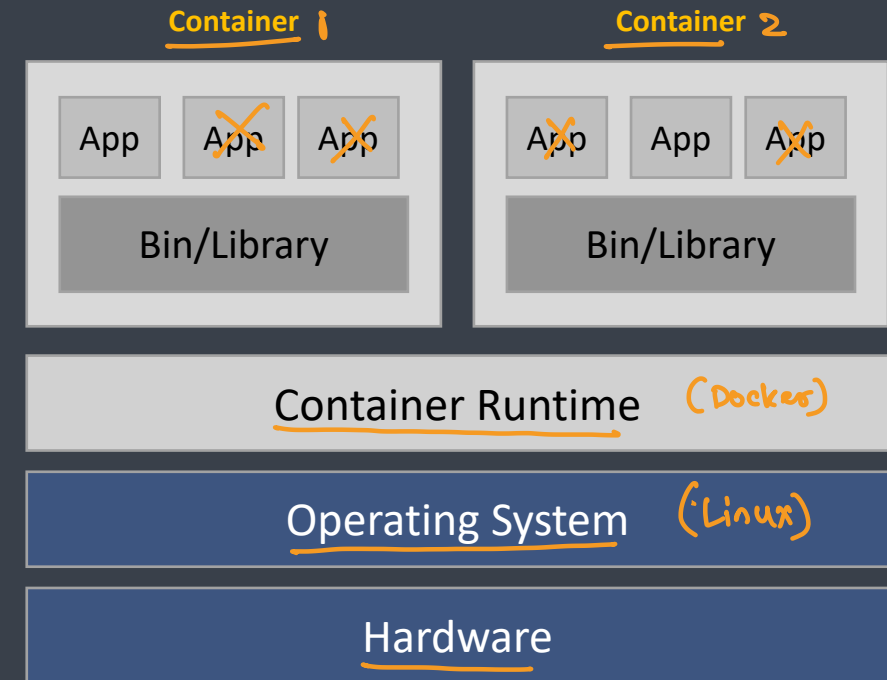 Container 1
Container 2
App App App
App App App
Bin/Library
Bin/Library
Container Runtime (Docker)
Operating System (Linux)
Hardware